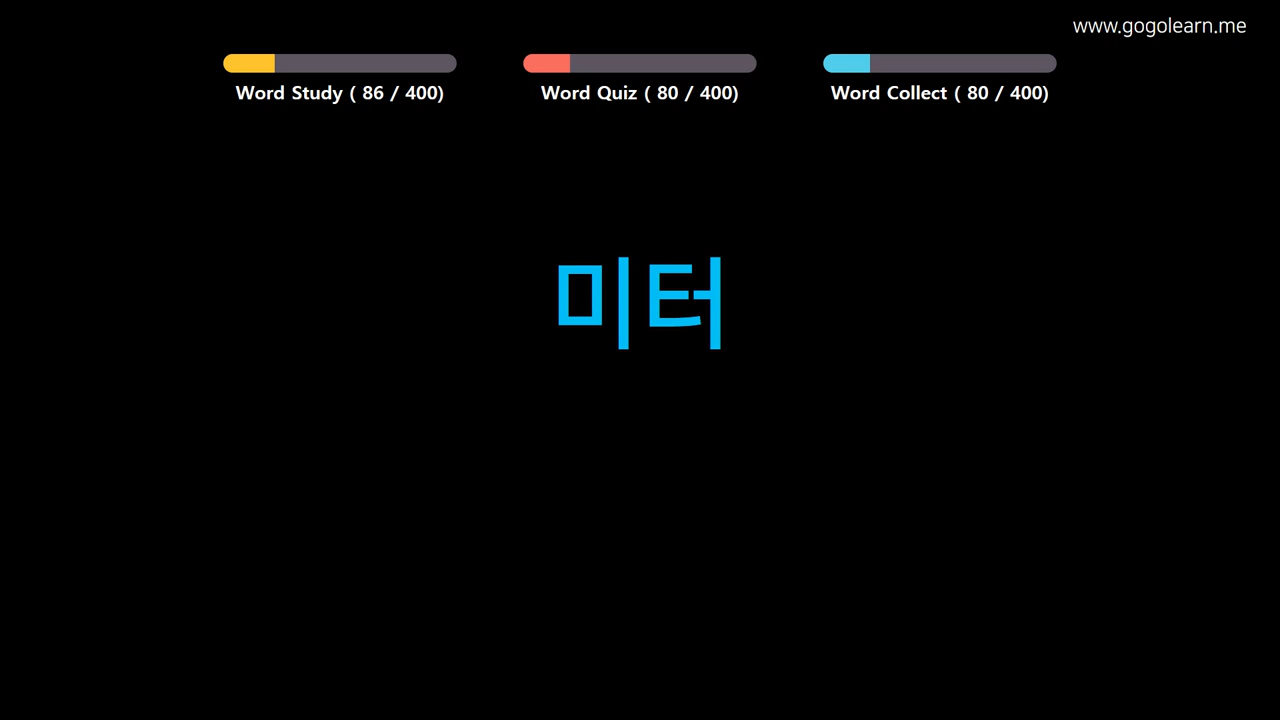 www.gogolearn.me
Word Study ( 86 / 400)
Word Quiz ( 80 / 400)
Word Collect ( 80 / 400)
미터